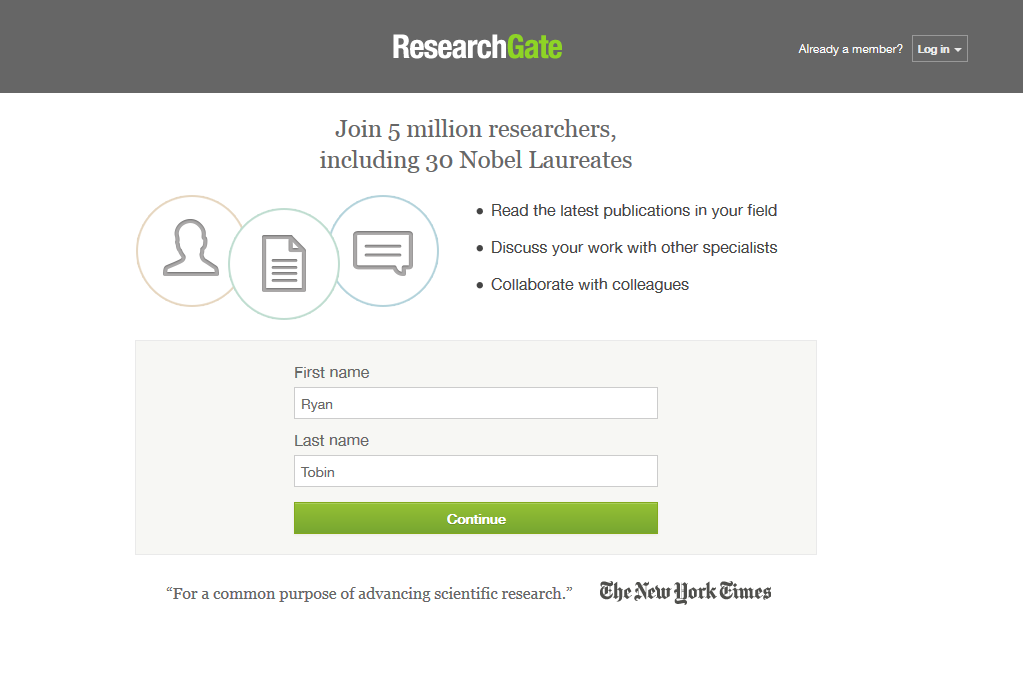 ResearchGate
Already a member? Log in
Join 5 million researchers,
including 30 Nobel Laureates
• Read the latest publications in your field
• Discuss your work with other specialists
• Collaborate with colleagues
First name
Ryan
Last name
Tobin
Continue
“For a common purpose of advancing scientific research.” The New York Times